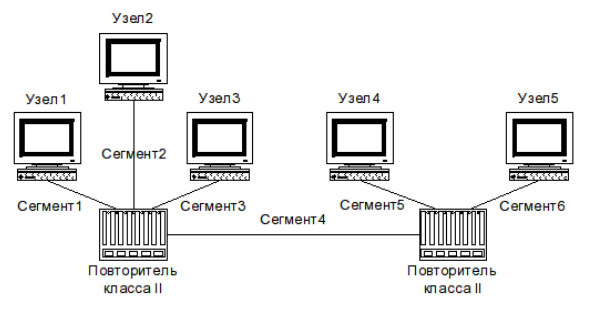 Узел2
Узел1
Узел3
Узел4
Узел5
Сегмент2
Сегмент1
Сегмент3
Сегмент4
Сегмент5
Сегмент6
Повторитель
класса II
Повторитель
класса II